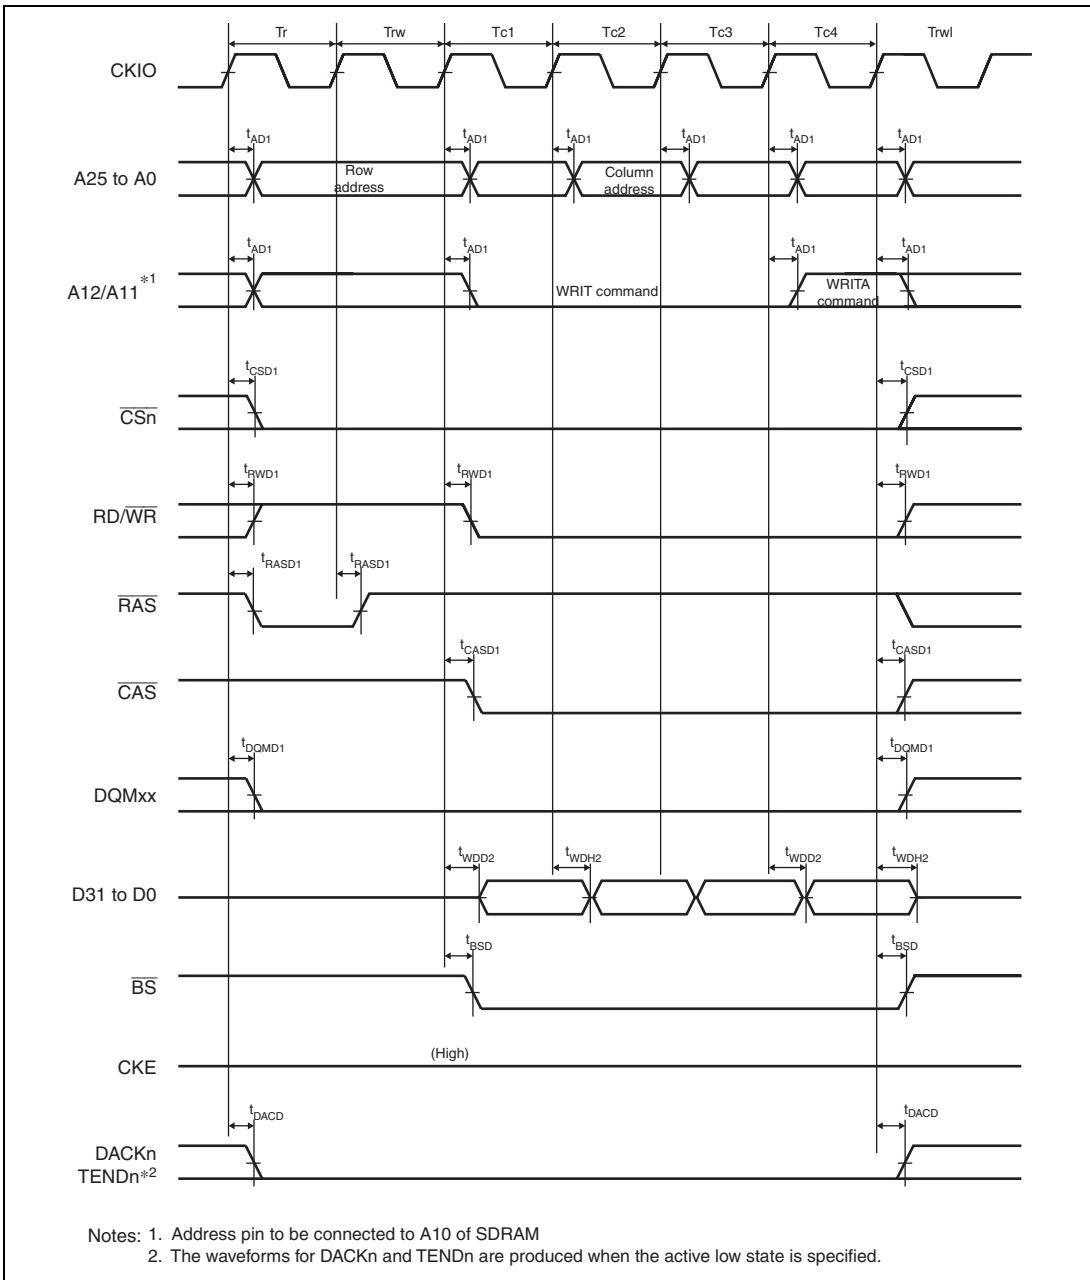 Tr Trw Tc1 Tc2 Tc3 Tc4 Trwl
CKIO
tAD1 tAD1 tAD1 tAD1 tAD1 tAD1
A25 to A0
Row
address
Column
address
tAD1 tAD1 tAD1 tAD1
A12/A11*1
WRIT command
WRITA
command
tCSD1 tCSD1
CSn
tRWD1 tRWD1 tRWD1
RD/WR
tRASD1 tRASD1
RAS
tCASD1 tCASD1
CAS
tDQMD1 tDQMD1
DQMxx
tWDD2 tWDH2 tWDD2 tWDH2
D31 to D0
tBSD tBSD
BS
(High)
CKE
tDACD tDACD
DACKn
TENDn*2
Notes: 1. Address pin to be connected to A10 of SDRAM
2. The waveforms for DACKn and TENDn are produced when the active low state is specified.